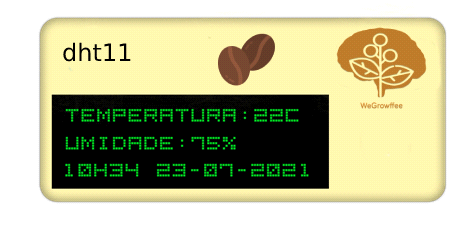 dht11
WeGrowffee
TEMPERATURA:22C
UMIDADE:75%
10H34 23-07-2021